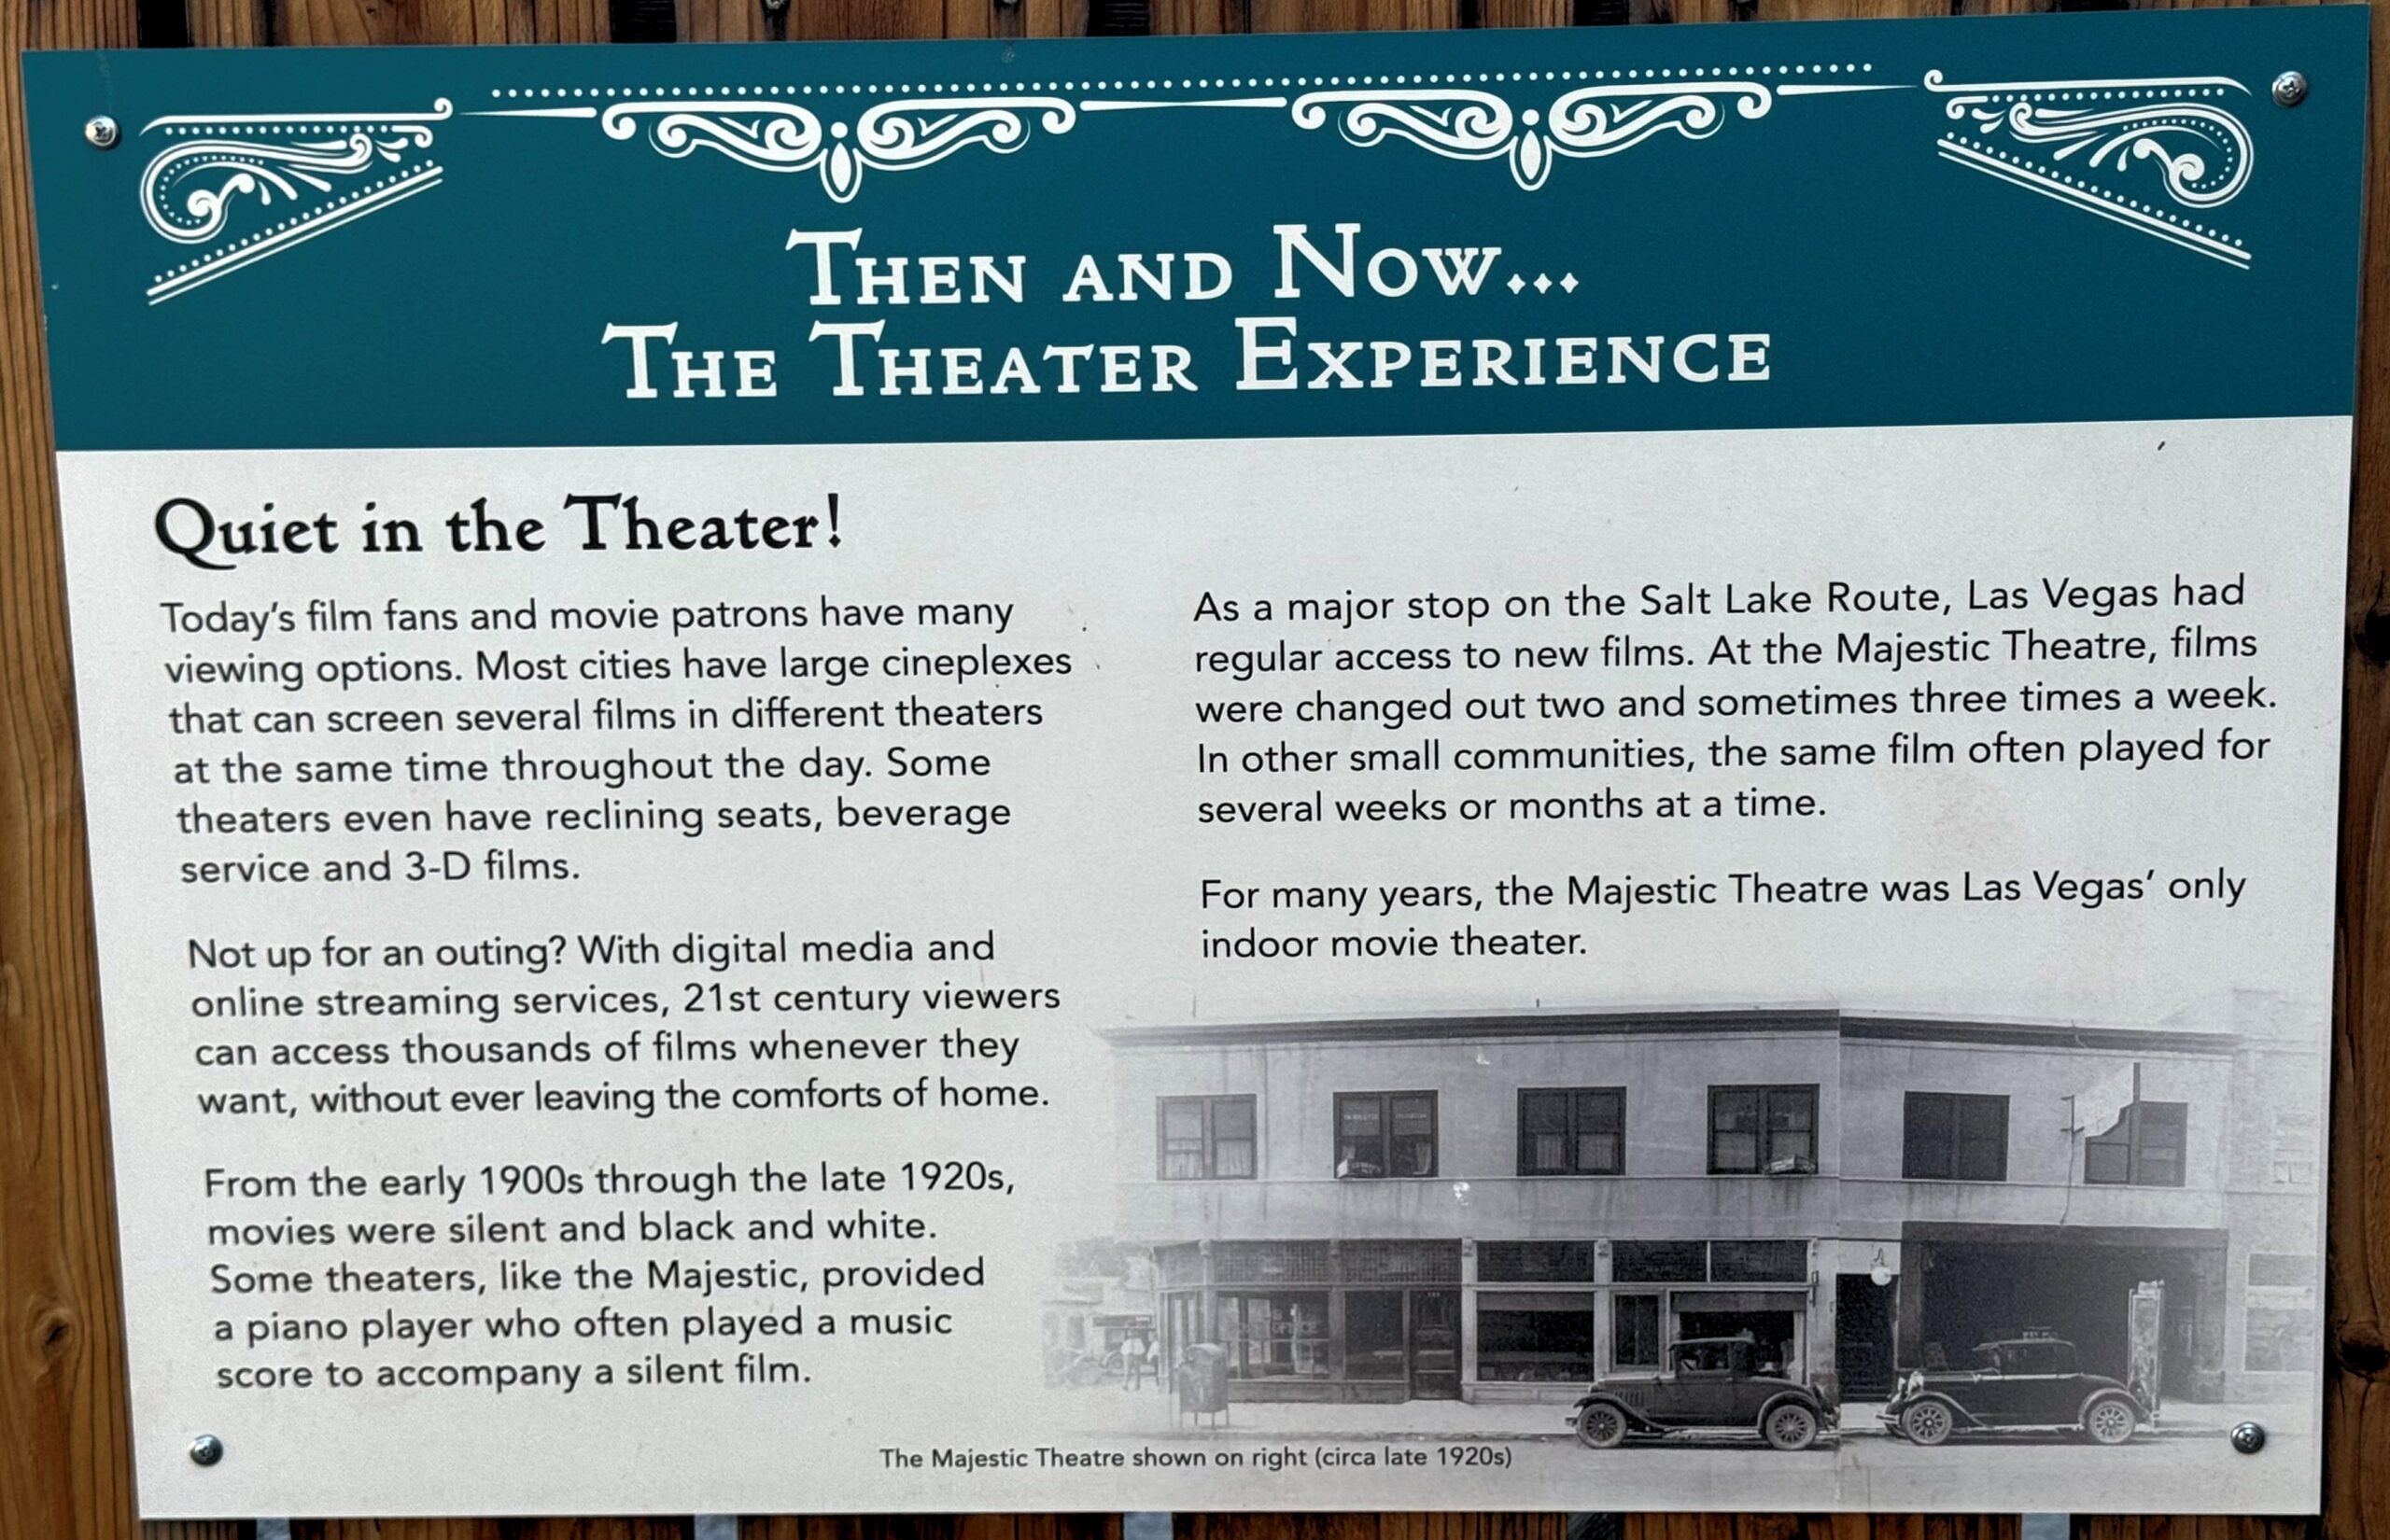 Then and Now...
The Theater Experience
Quiet in the Theater!
Today's film fans and movie patrons have many
viewing options. Most cities have large cineplexes
that can screen several films in different theaters
at the same time throughout the day. Some
theaters even have reclining seats, beverage
service and 3-D films.
Not up for an outing? With digital media and
online streaming services, 21st century viewers
can access thousands of films whenever they
want, without ever leaving the comforts of home.
From the early 1900s through the late 1920s,
movies were silent and black and white.
Some theaters, like the Majestic, provided
a piano player who often played a music
score to accompany a silent film.
As a major stop on the Salt Lake Route, Las Vegas had
regular access to new films. At the Majestic Theatre, films
were changed out two and sometimes three times a week.
In other small communities, the same film often played for
several weeks or months at a time.
For many years, the Majestic Theatre was Las Vegas' only
indoor movie theater.
The Majestic Theatre shown on right (circa late 1920s)